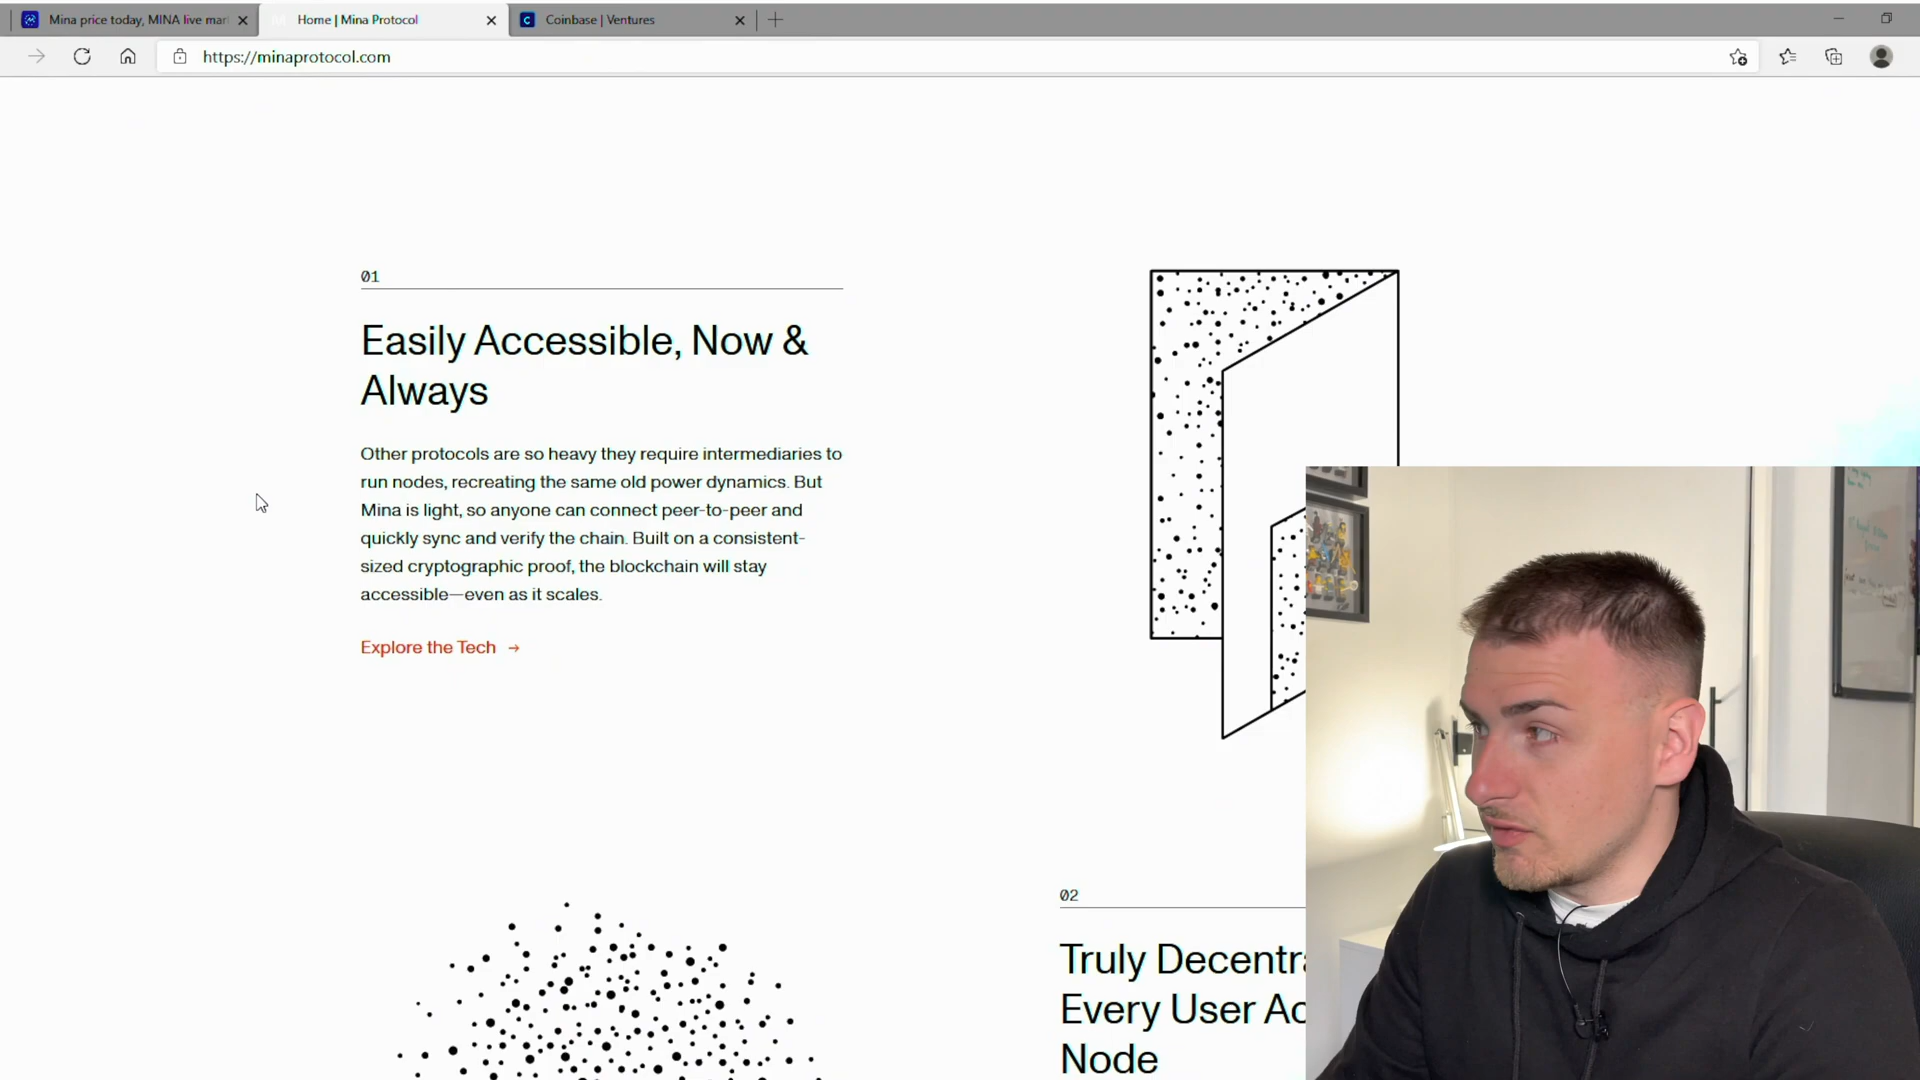 Mina price today, MINA live mar
Home | Mina Protocol
Coinbase | Ventures
https://minaprotocol.com
01
Easily Accessible, Now &
Always
Other protocols are so heavy they require intermediaries to
run nodes, recreating the same old power dynamics. But
Mina is light, so anyone can connect peer-to-peer and
quickly sync and verify the chain. Built on a consistent-
sized cryptographic proof, the blockchain will stay
accessible—even as it scales.
Explore the Tech →
02
Truly Decentra
Every User Ac
Node